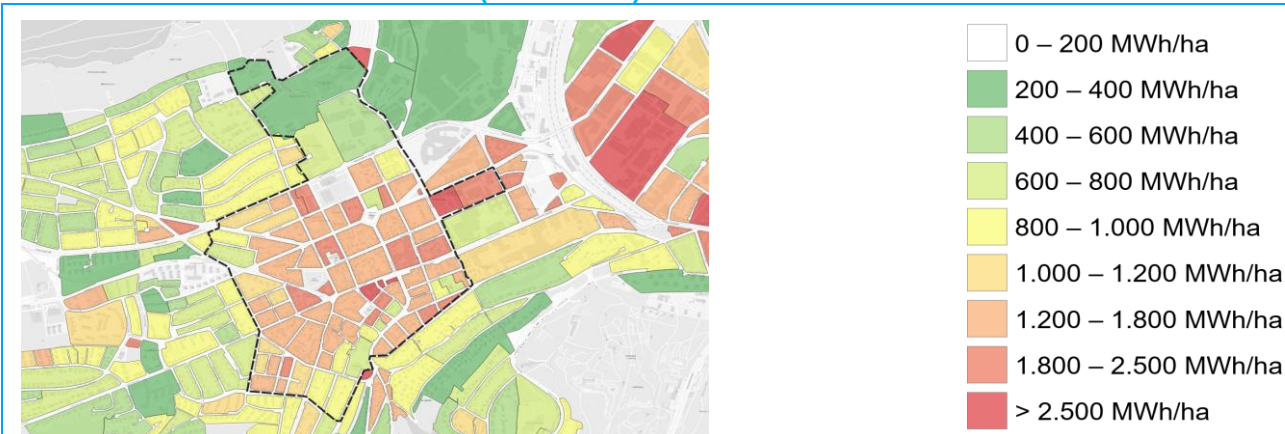 0 – 200 MWh/ha
200 – 400 MWh/ha
400 – 600 MWh/ha
600 – 800 MWh/ha
800 – 1.000 MWh/ha
1.000 – 1.200 MWh/ha
1.200 – 1.800 MWh/ha
1.800 – 2.500 MWh/ha
> 2.500 MWh/ha